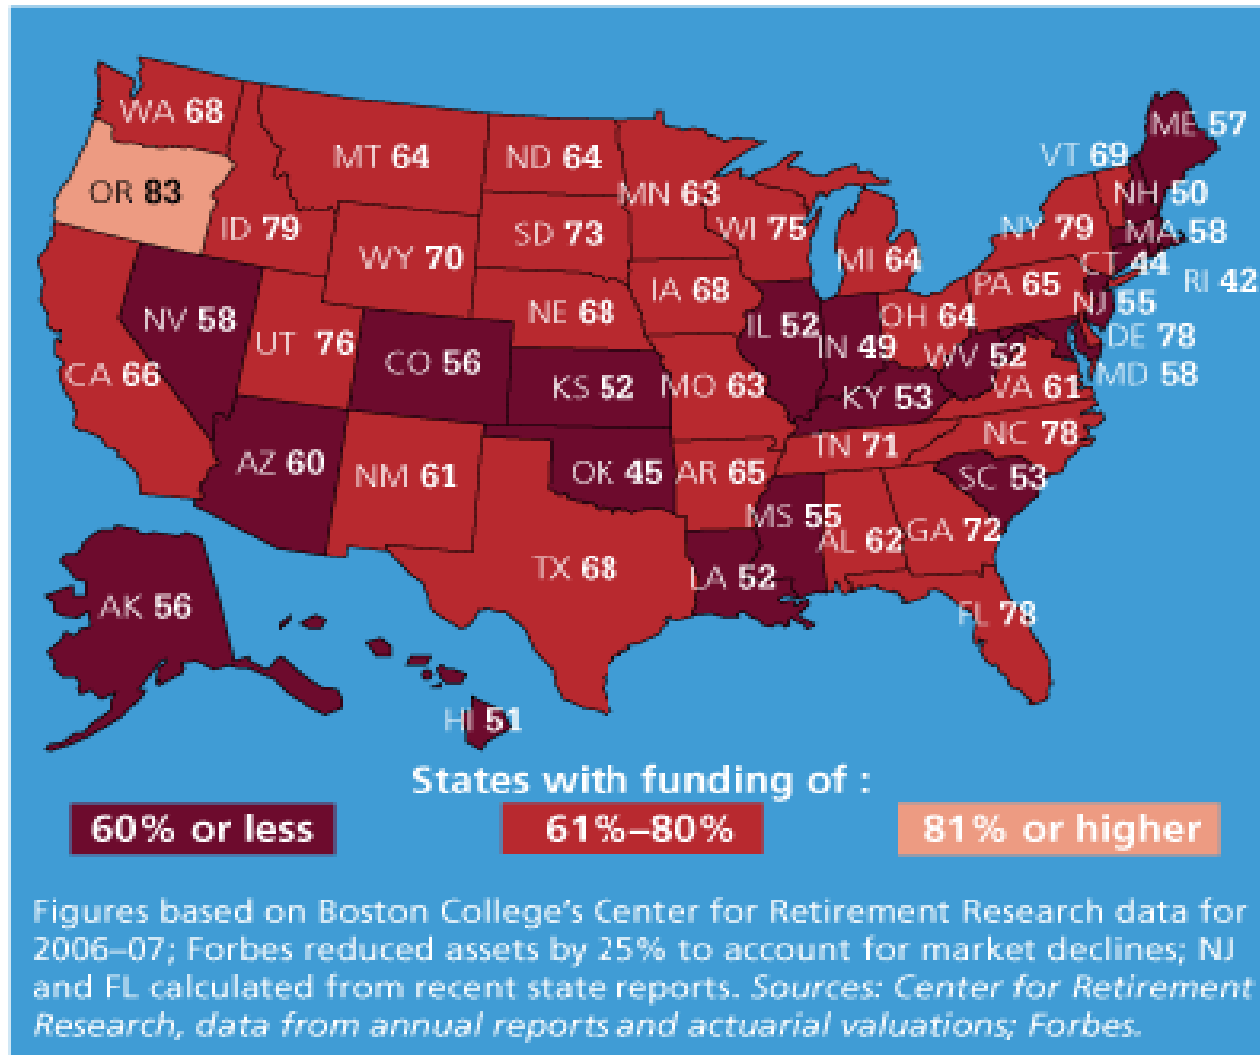 ME 57
WA 68
VT 69
MT 64
ND 64
OR 83
MN 63
NH 50
ID 79
SD 73
WI 75
NY 79
MA 58
WY 70
MI 64
CT 44
RI 42
PA 65
IA 68
NE 68
NJ 55
NV 58
IL 52
OH 64
DE 78
UT 76
IN 49
WV 52
CO 56
CA 66
KS 52
MO 63
VA 61
MD 58
KY 53
TN 71
NC 78
AZ 60
NM 61
OK 45
AR 65
SC 53
MS 55
AL 62
GA 72
TX 68
LA 52
AK 56
FL 78
HI 51
States with funding of :
60% or less
61%–80%
81% or higher
Figures based on Boston College's Center for Retirement Research data for
2006–07; Forbes reduced assets by 25% to account for market declines; NJ
and FL calculated from recent state reports. Sources: Center for Retirement
Research, data from annual reports and actuarial valuations; Forbes.